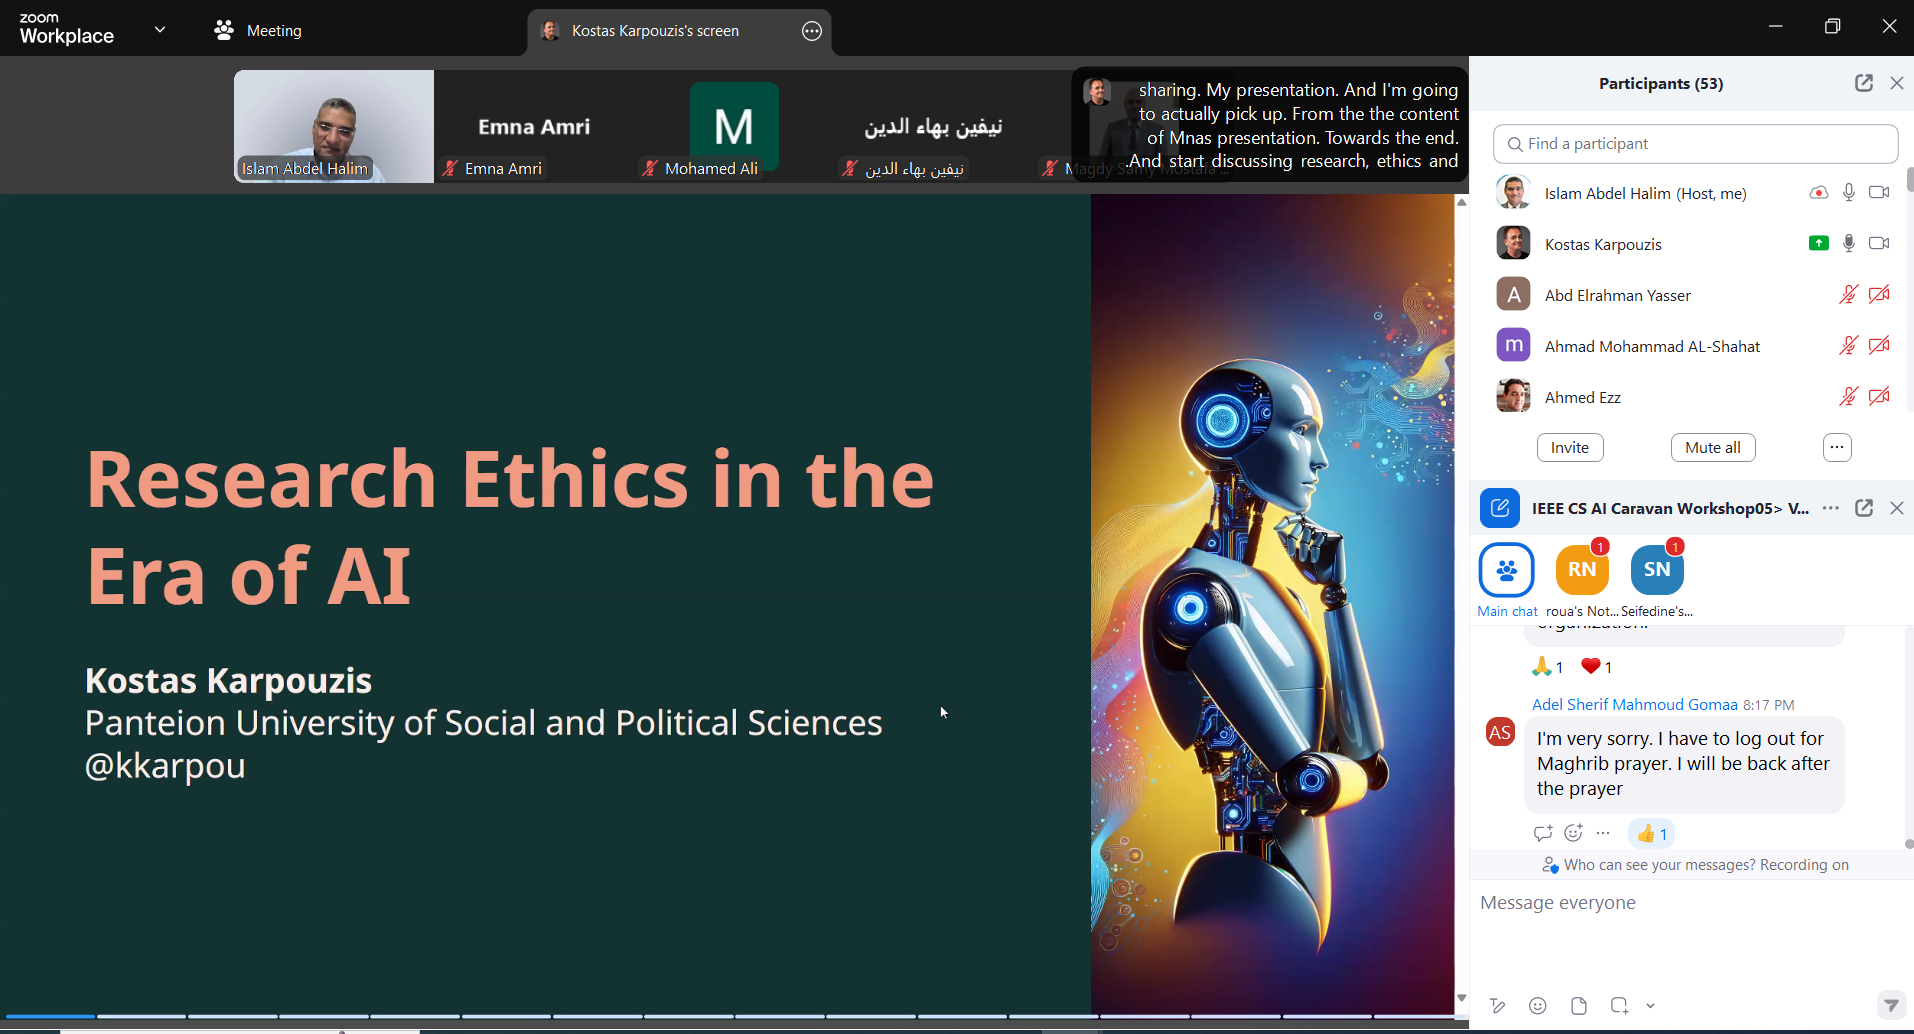 zoom
Workplace
Meeting
Kostas Karpouzis's screen
Islam Abdel Halim
Emna Amri
Emna Amri
M
Mohamed Ali
نيفين بهاء الدين
نيفين بهاء الدين
Magdy Samy Mostafa ...
sharing. My presentation. And I'm going
to actually pick up. From the the content
of Mnas presentation. Towards the end.
.And start discussing research, ethics and
Research Ethics in the
Era of AI
Kostas Karpouzis
Panteion University of Social and Political Sciences
@kkarpou
Participants (53)
Find a participant
Islam Abdel Halim (Host, me)
Kostas Karpouzis
A
Abd Elrahman Yasser
m
Ahmad Mohammad AL-Shahat
Ahmed Ezz
Invite
Mute all
IEEE CS AI Caravan Workshop05> V...
RN
1
SN
1
Main chat
roua's Not...
Seifedine's...
organization.
1
1
Adel Sherif Mahmoud Gomaa 8:17 PM
AS
I'm very sorry. I have to log out for
Maghrib prayer. I will be back after
the prayer
1
Who can see your messages? Recording on
Message everyone